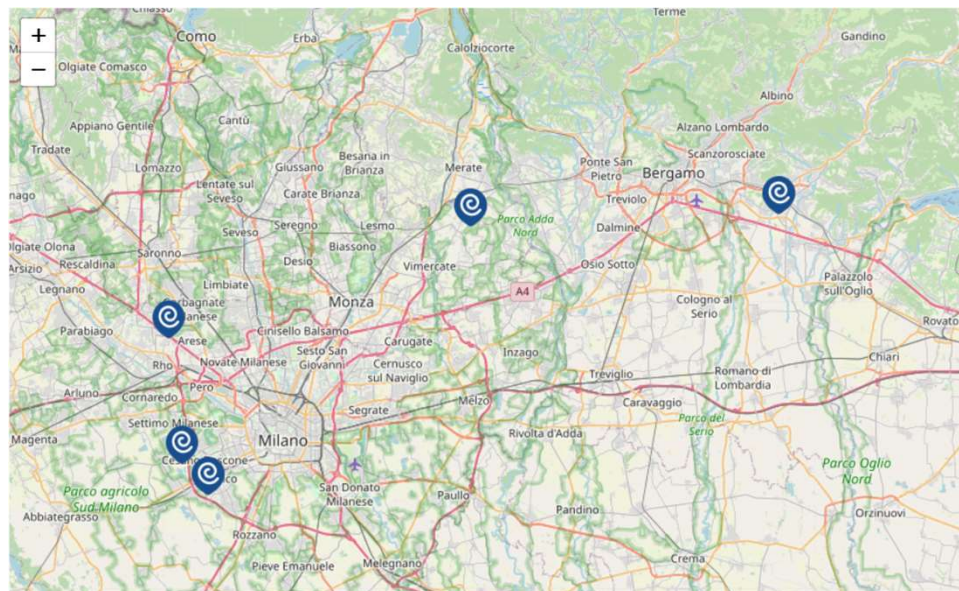 Como
Erba
Calolziocorte
Terme
Gandino
+
−
Olgiate Comasco
Albino
Appiano Gentile
Cantù
Alzano Lombardo
Tradate
Scanzorosciate
Lomazzo
Giussano
Besana in
Brianza
Merate
Ponte San
Pietro
Bergamo
Lentate sul
Seveso
Carate Brianza
Treviolo
Seveso
Seregno
Lesmo
Parco Adda
Nord
Dalmine
Biassono
Saronno
Desio
Vimercate
Osio Sotto
Rescaldina
Legnano
Limbiate
Monza
A4
Cologno al
Serio
Palazzolo
sull'Oglio
Parabiago
Arese
Cinisello Balsamo
Carugate
Rovato
Rho
Novate Milanese
Sesto San
Giovanni
Cernusco
sul Naviglio
Inzago
Chiari
Arluno
Pero
Cornaredo
Treviglio
Romano di
Lombardia
Segrate
Melzo
Caravaggio
Settimo Milanese
Parco del
Serio
Magenta
Milano
Rivolta d'Adda
Parco Oglio
Nord
Parco agricolo
Sud Milano
San Donato
Milanese
Paullo
Abbiategrasso
Pandino
Orzinuovi
Rozzano
Pieve Emanuele
Melegnano
Crema